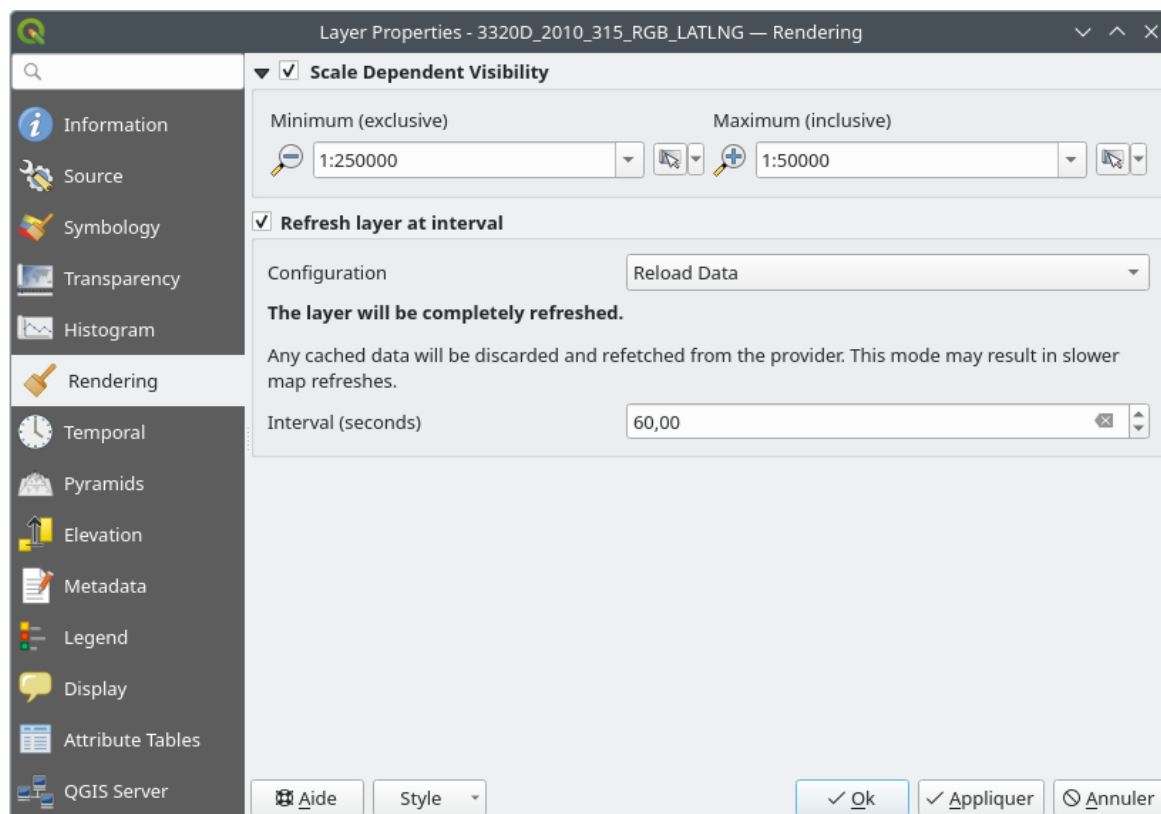 Layer Properties - 3320D_2010_315_RGB_LATLNG — Rendering
Information
Source
Symbology
Transparency
Histogram
Rendering
Temporal
Pyramids
Elevation
Metadata
Legend
Display
Attribute Tables
QGIS Server
Scale Dependent Visibility
Minimum (exclusive) Maximum (inclusive)
1:250000 1:50000
Refresh layer at interval
Configuration Reload Data
The layer will be completely refreshed.
Any cached data will be discarded and refetched from the provider. This mode may result in slower
map refreshes.
Interval (seconds) 60,00
Aide Style Ok Appliquer Annuler